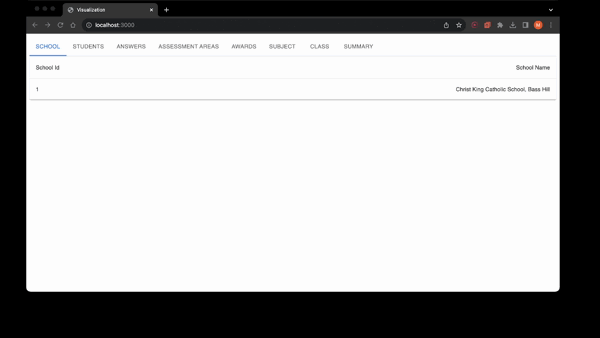 Visualization
localhost:3000
M
SCHOOL STUDENTS ANSWERS ASSESSMENT AREAS AWARDS SUBJECT CLASS SUMMARY
School Id School Name
1 Christ King Catholic School, Bass Hill